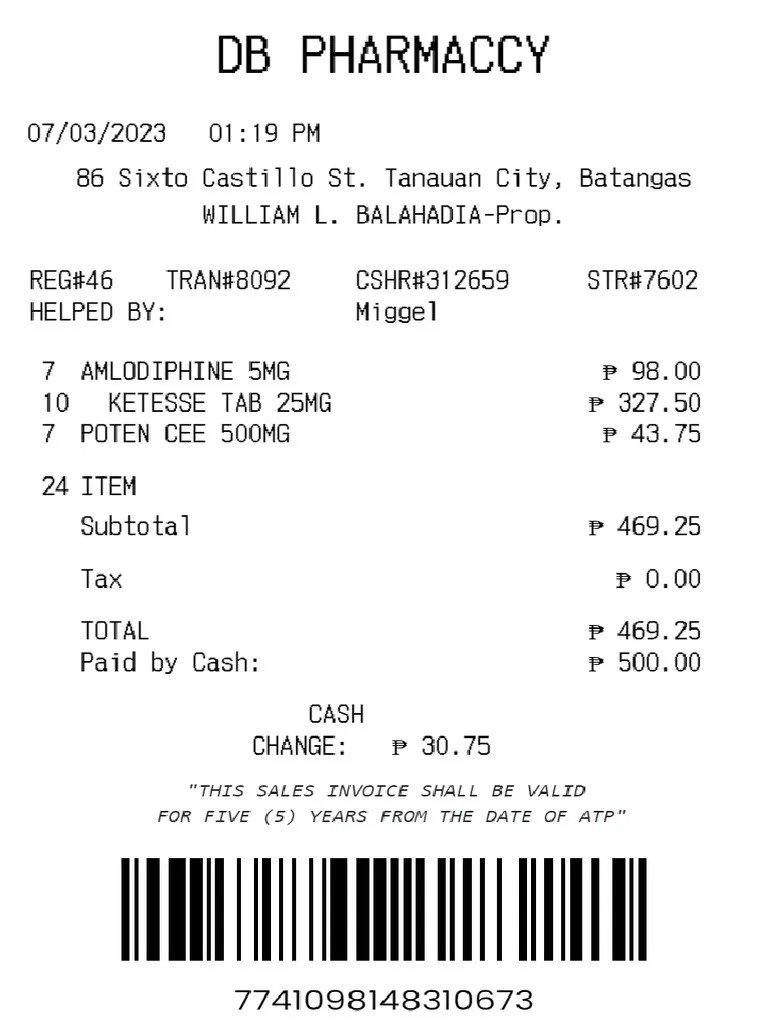 DB PHARMACCY
07/03/2023 01:19 PM
86 Sixto Castillo St. Tanauan City, Batangas
WILLIAM L. BALAHADIA-Prop.
REG#46 TRAN#8092 CSHR#312659 STR#7602
HELPED BY: Miggel
7 AMLODIPHINE 5MG ₱ 98.00
10 KETESSE TAB 25MG ₱ 327.50
7 POTEN CEE 500MG ₱ 43.75
24 ITEM
Subtotal ₱ 469.25
Tax ₱ 0.00
TOTAL ₱ 469.25
Paid by Cash: ₱ 500.00
CASH
CHANGE: ₱ 30.75
"THIS SALES INVOICE SHALL BE VALID
FOR FIVE (5) YEARS FROM THE DATE OF ATP"
7741098148310673